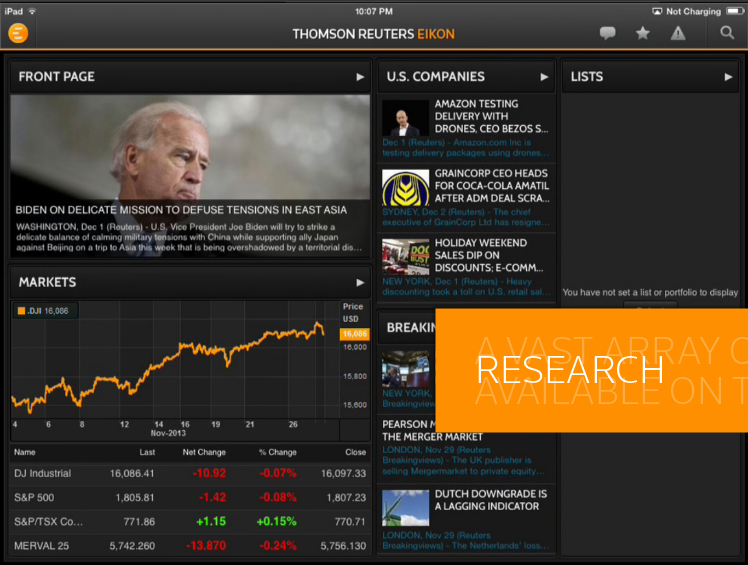 iPad
10:07 PM
Not Charging
THOMSON REUTERS EIKON
FRONT PAGE
BIDEN ON DELICATE MISSION TO DEFUSE TENSIONS IN EAST ASIA
WASHINGTON, Dec 1 (Reuters) - U.S. Vice President Joe Biden will try to strike a
delicate balance of calming military tensions with China while supporting ally Japan
against Beijing on a trip to Asia this week that is being overshadowed by a territorial dis...
MARKETS
.DJI 16,086
Price
USD
16,086
16,000
15,800
15,600
4 6 8 12 14 18 19 21 26
Nov-2013
Name Last Net Change % Change Close
DJ Industrial 16,086.41 -10.92 -0.07% 16,097.33
S&P 500 1,805.81 -1.42 -0.08% 1,807.23
S&P/TSX Co... 771.86 +1.15 +0.15% 770.71
MERVAL 25 5,742.260 -13.870 -0.24% 5,756.130
U.S. COMPANIES
AMAZON TESTING
DELIVERY WITH
DRONES, CEO BEZOS S...
Dec 1 (Reuters) - Amazon.com Inc is
testing delivery packages using drones...
GRAINCORP CEO HEADS
FOR COCA-COLA AMATIL
AFTER ADM DEAL SCRA...
SYDNEY, Dec 2 (Reuters) - The chief
executive of GrainCorp Ltd has resigne...
HOLIDAY WEEKEND
SALES DIP ON
DISCOUNTS; E-COMM...
NEW YORK, Dec 1 (Reuters) - Heavy
discounting took a toll on U.S. retail sal...
BREAKIN
NEW YORK,
Breakingview
PEARSON M
THE MERGER MARKET
LONDON, Nov 29 (Reuters
Breakingviews) - The UK publisher is
selling Mergermarket to private equity...
DUTCH DOWNGRADE IS
A LAGGING INDICATOR
LONDON, Nov 29 (Reuters
Breakingviews) - The Netherlands' loss...
LISTS
You have not set a list or portfolio to display
A VAST ARRAY O
RESEARCH
AVAILABLE ON T